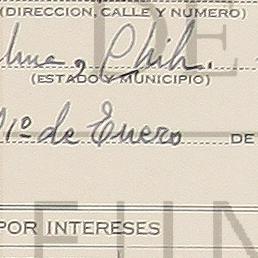 (DIRECCION, CALLE Y NUMERO)
Chih.
(ESTADO Y MUNICIPIO)
1º de Enero DE
POR INTERESES